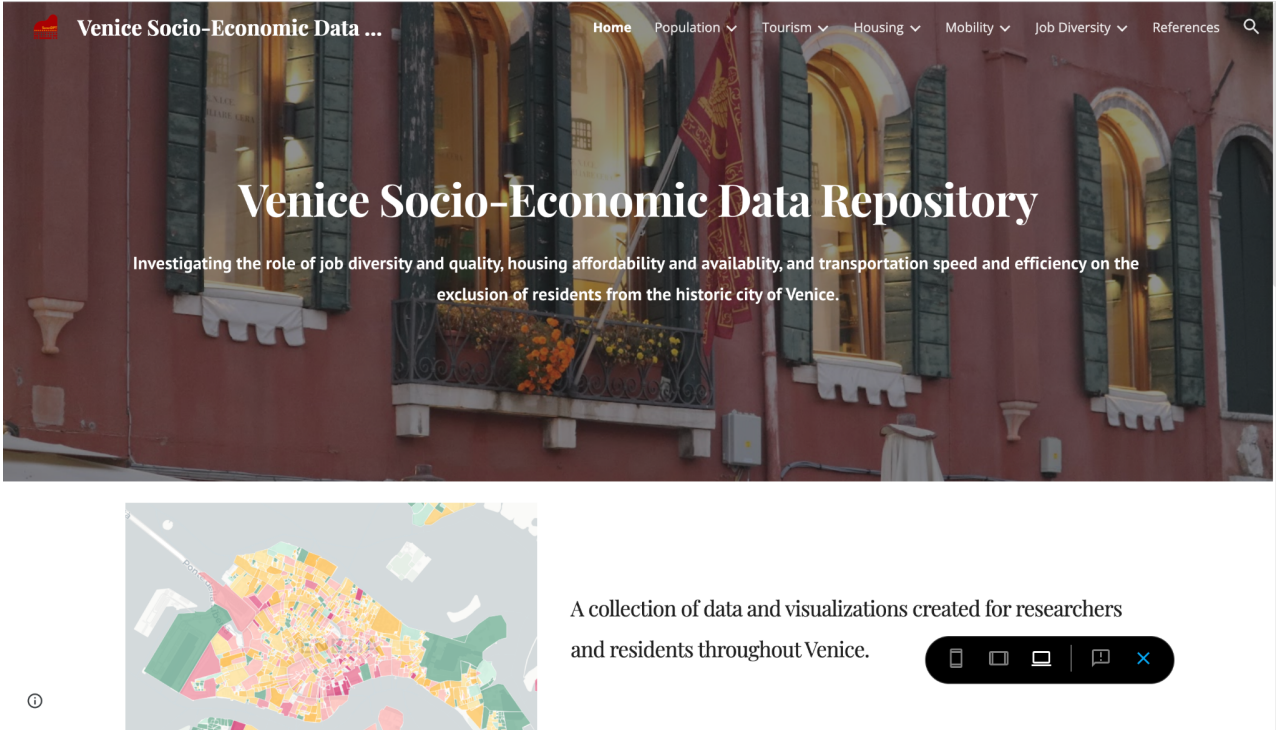 Venice Socio-Economic Data ...
Home Population Tourism Housing Mobility Job Diversity References
Venice Socio-Economic Data Repository
Investigating the role of job diversity and quality, housing affordability and availablity, and transportation speed and efficiency on the
exclusion of residents from the historic city of Venice.
A collection of data and visualizations created for researchers
and residents throughout Venice.
VENEZIA